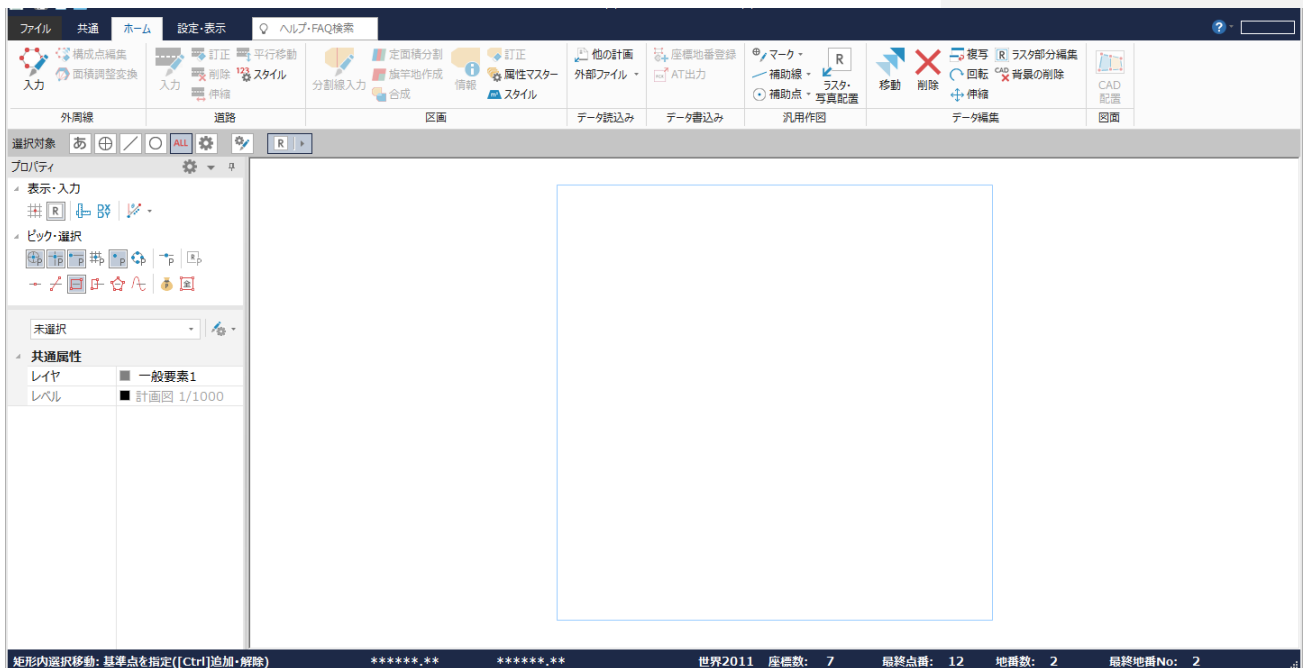 ファイル 共通 ホーム 設定・表示 ヘルプ・FAQ検索 ?
入力 構成点編集 面積調整変換
入力 訂正 削除 伸縮 平行移動 123 スタイル
分割線入力 定面積分割 旗竿地作成 合成 情報 訂正 属性マスター スタイル
他の計画 外部ファイル
座標地番登録 AT出力
マーク 補助線 補助点 R ラスタ・写真配置
移動 削除 複写 回転 伸縮 R ラスタ部分編集 CAD 背景の削除
CAD配置
外周線 道路 区画 データ読込み データ書込み 汎用作図 データ編集 図面
選択対象 あ ALL R
プロパティ
表示・入力
R DX DY
ピック・選択
P P P P P P P R P
金
未選択
共通属性
レイヤ 一般要素1
レベル 計画図 1/1000
矩形内選択移動: 基準点を指定([Ctrl]追加・解除) ******.** ******.** 世界2011 座標数: 7 最終点番: 12 地番数: 2 最終地番No: 2